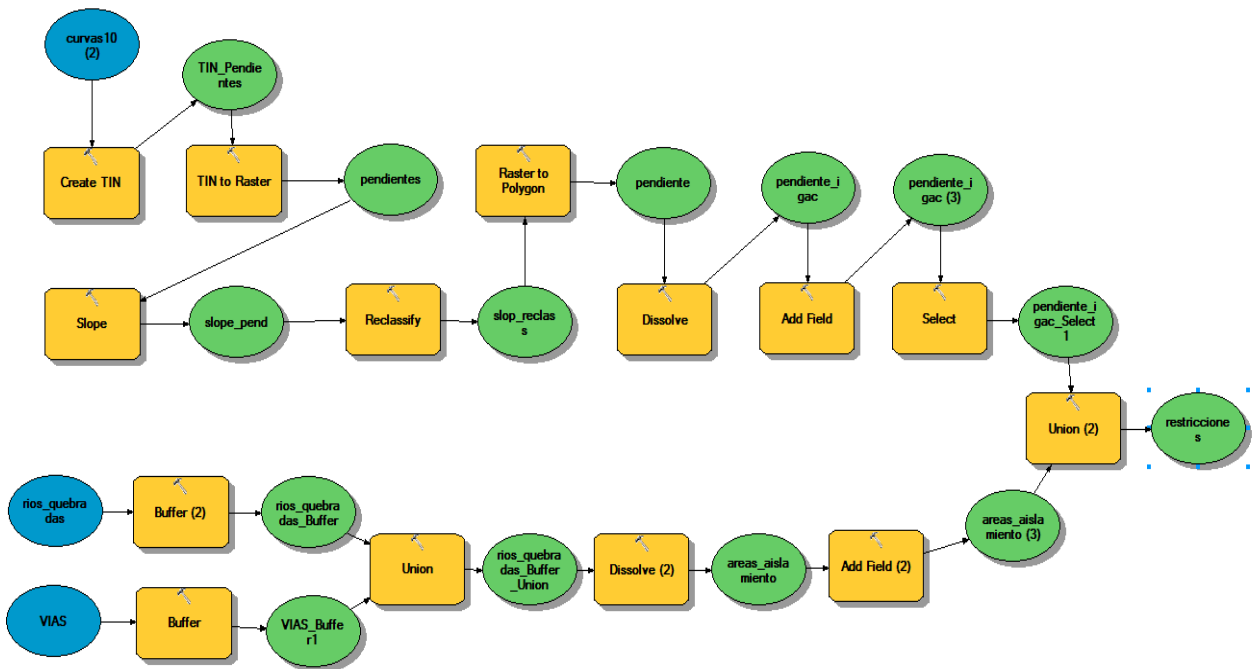 curvas10
(2)
TIN_Pendie
ntes
Create TIN
TIN to Raster
pendientes
Raster to
Polygon
pendiente
pendiente_i
gac
pendiente_i
gac (3)
Slope
slope_pend
Reclassify
slop_reclas
s
Dissolve
Add Field
Select
pendiente_i
gac_Select
1
Union (2)
restriccione
s
rios_quebra
das
Buffer (2)
rios_quebra
das_Buffer
Union
rios_quebra
das_Buffer
_Union
Dissolve (2)
areas_aisla
miento
Add Field (2)
areas_aisla
miento (3)
VIAS
Buffer
VIAS_Buffe
r1